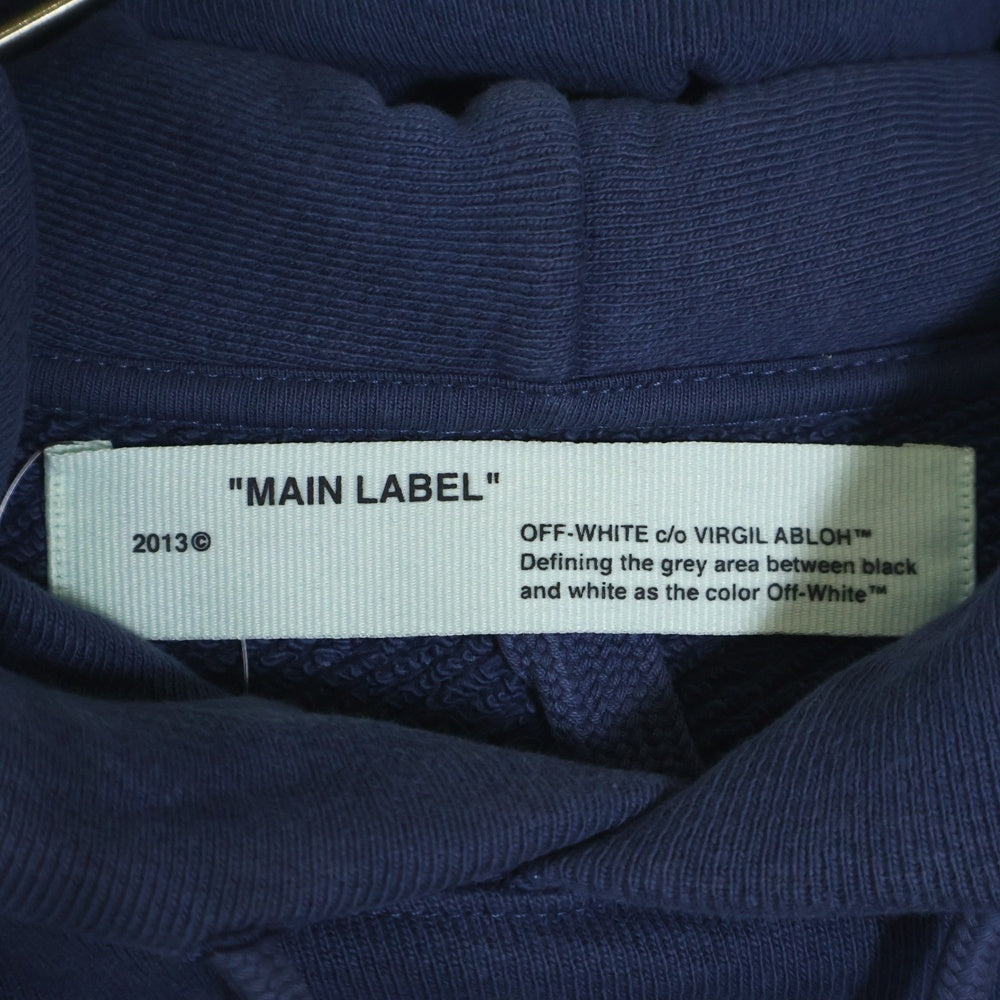 "MAIN LABEL"
2013©
OFF-WHITE c/o VIRGIL ABLOH™
Defining the grey area between black
and white as the color Off-White™